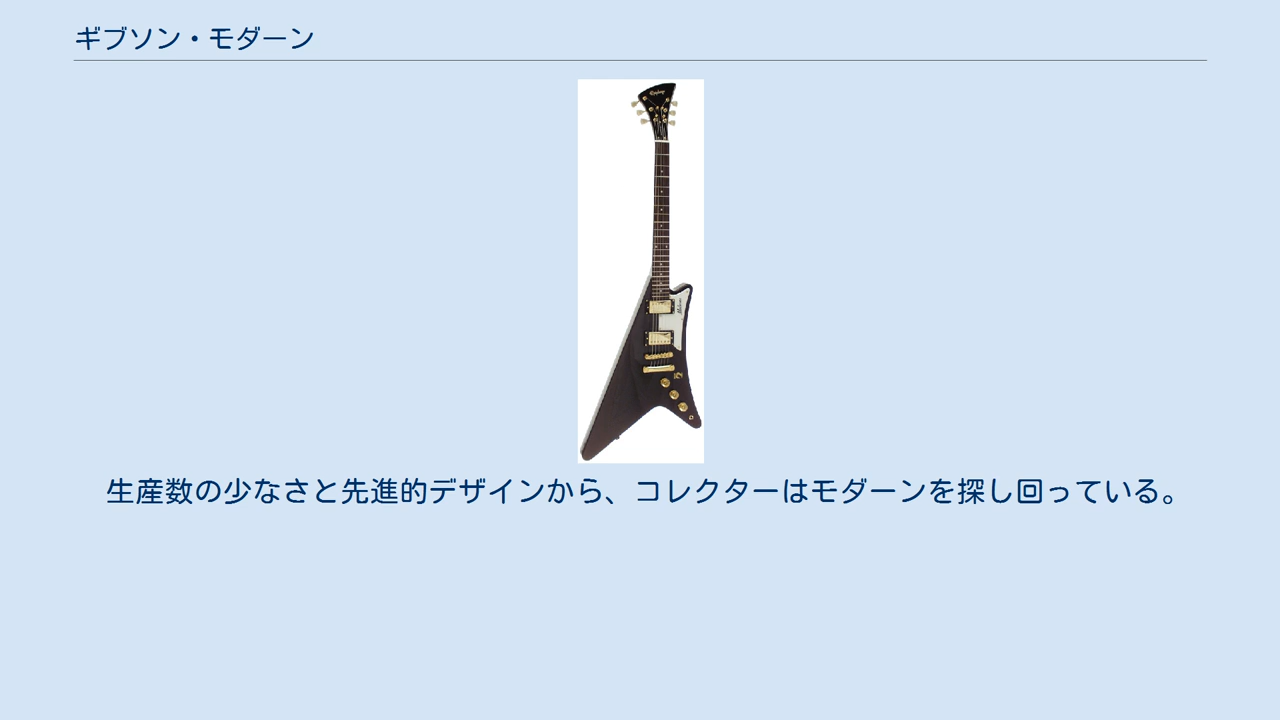 ギブソン・モダーン
Epiphone
生産数の少なさと先進的デザインから、コレクターはモダーンを探し回っている。